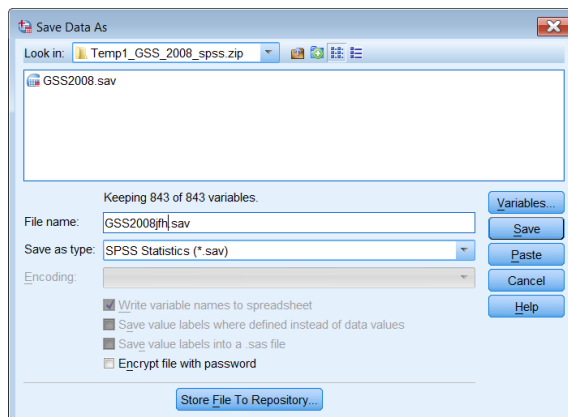 Save Data As
Look in: Temp1_GSS_2008_spss.zip
GSS2008.sav
Keeping 843 of 843 variables.
Variables...
File name: GSS2008jfh.sav
Save
Save as type: SPSS Statistics (*.sav)
Paste
Encoding:
Cancel
Write variable names to spreadsheet
Help
Save value labels where defined instead of data values
Save value labels into a .sas file
Encrypt file with password
Store File To Repository...